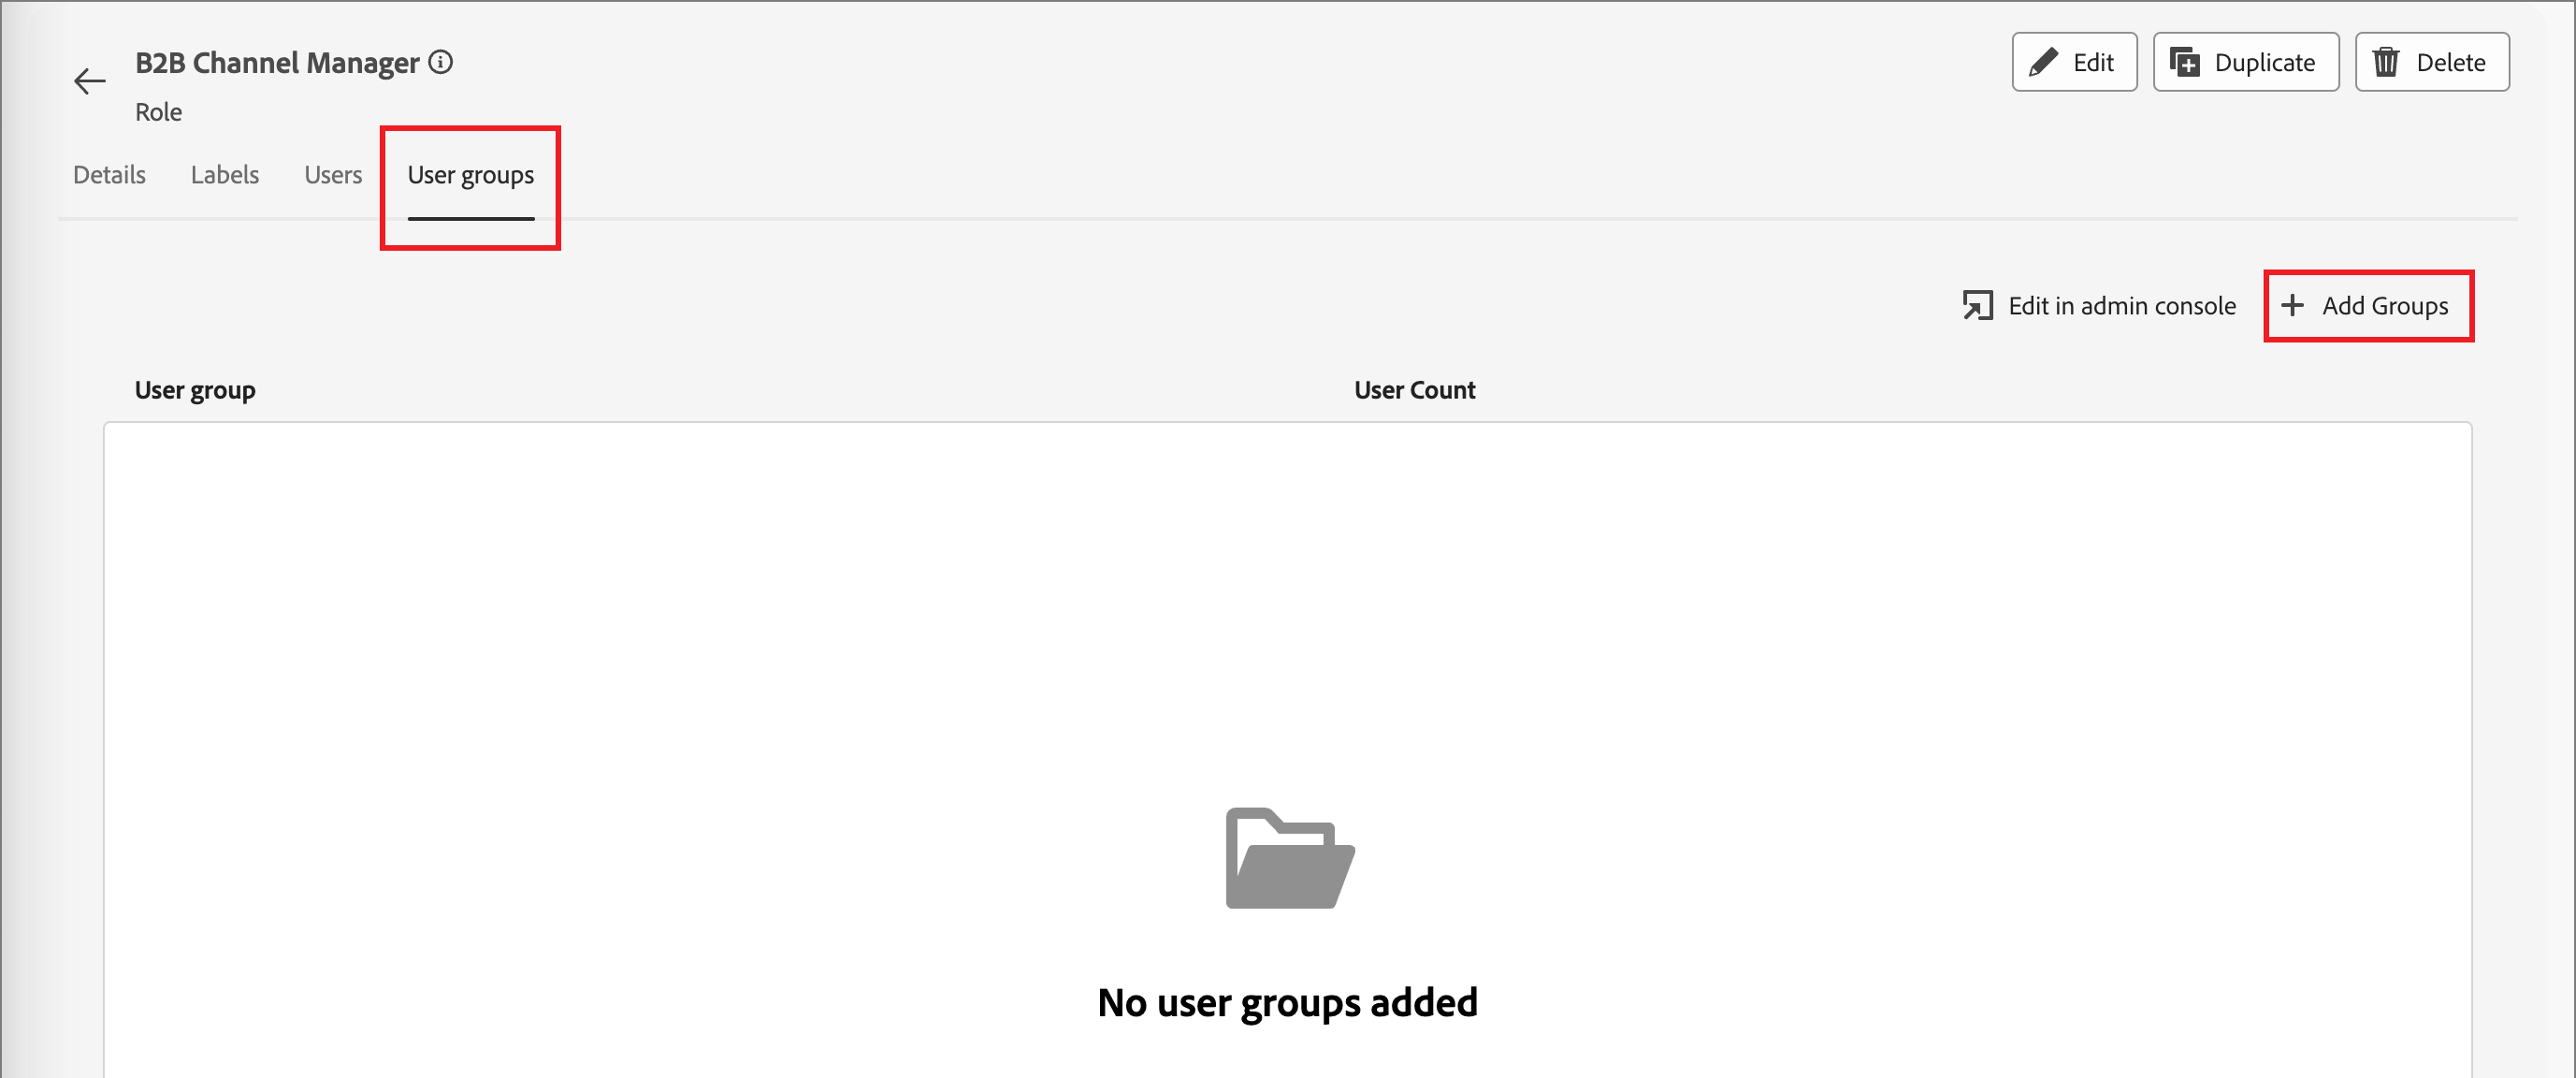 B2B Channel Manager
Role
Edit
Duplicate
Delete
Details
Labels
Users
User groups
Edit in admin console
Add Groups
User group
User Count
No user groups added